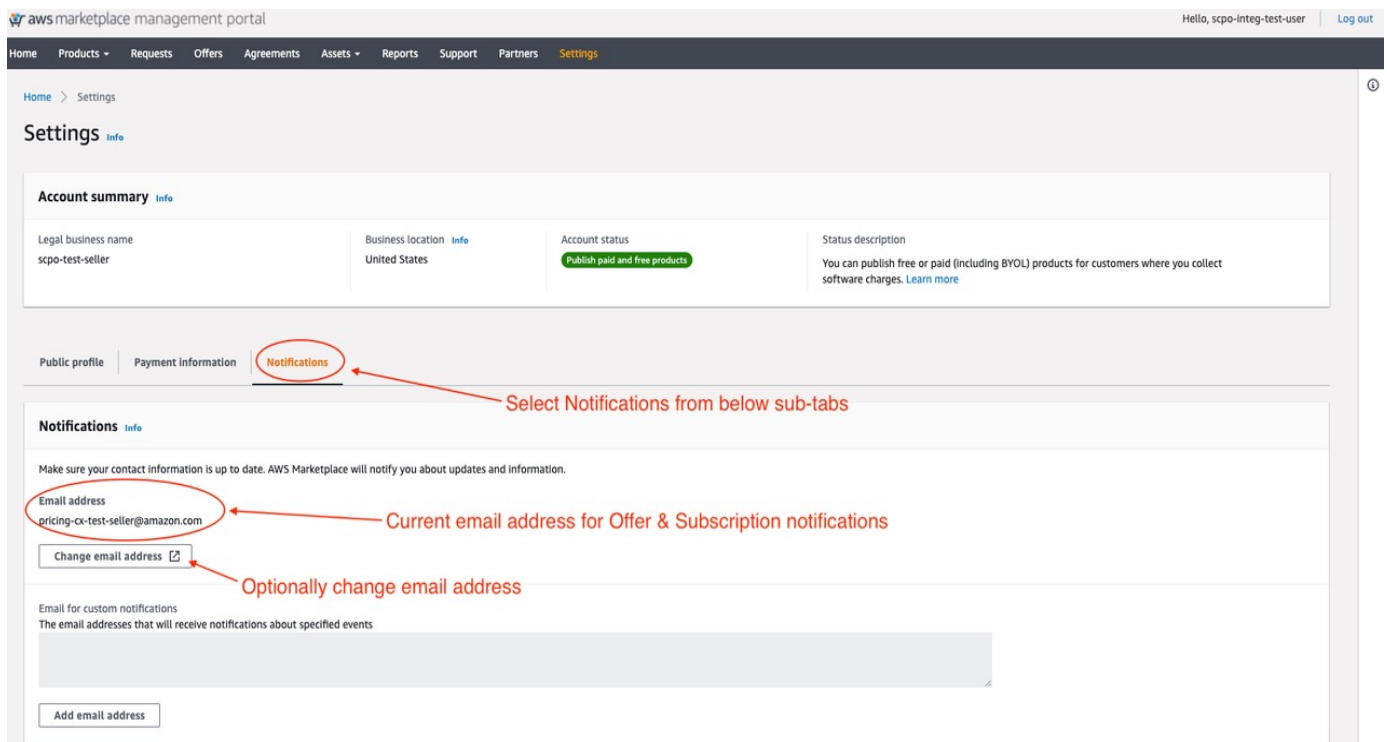 aws marketplace management portal
Hello, scpo-integ-test-user
Log out
Home Products Requests Offers Agreements Assets Reports Support Partners Settings
Home > Settings
Settings Info
Account summary Info
Legal business name
scpo-test-seller
Business location Info
United States
Account status
Publish paid and free products
Status description
You can publish free or paid (including BYOL) products for customers where you collect
software charges. Learn more
Public profile
Payment information
Notifications
Select Notifications from below sub-tabs
Notifications Info
Make sure your contact information is up to date. AWS Marketplace will notify you about updates and information.
Email address
pricing-cx-test-seller@amazon.com
Current email address for Offer & Subscription notifications
Change email address
Optionally change email address
Email for custom notifications
The email addresses that will receive notifications about specified events
Add email address